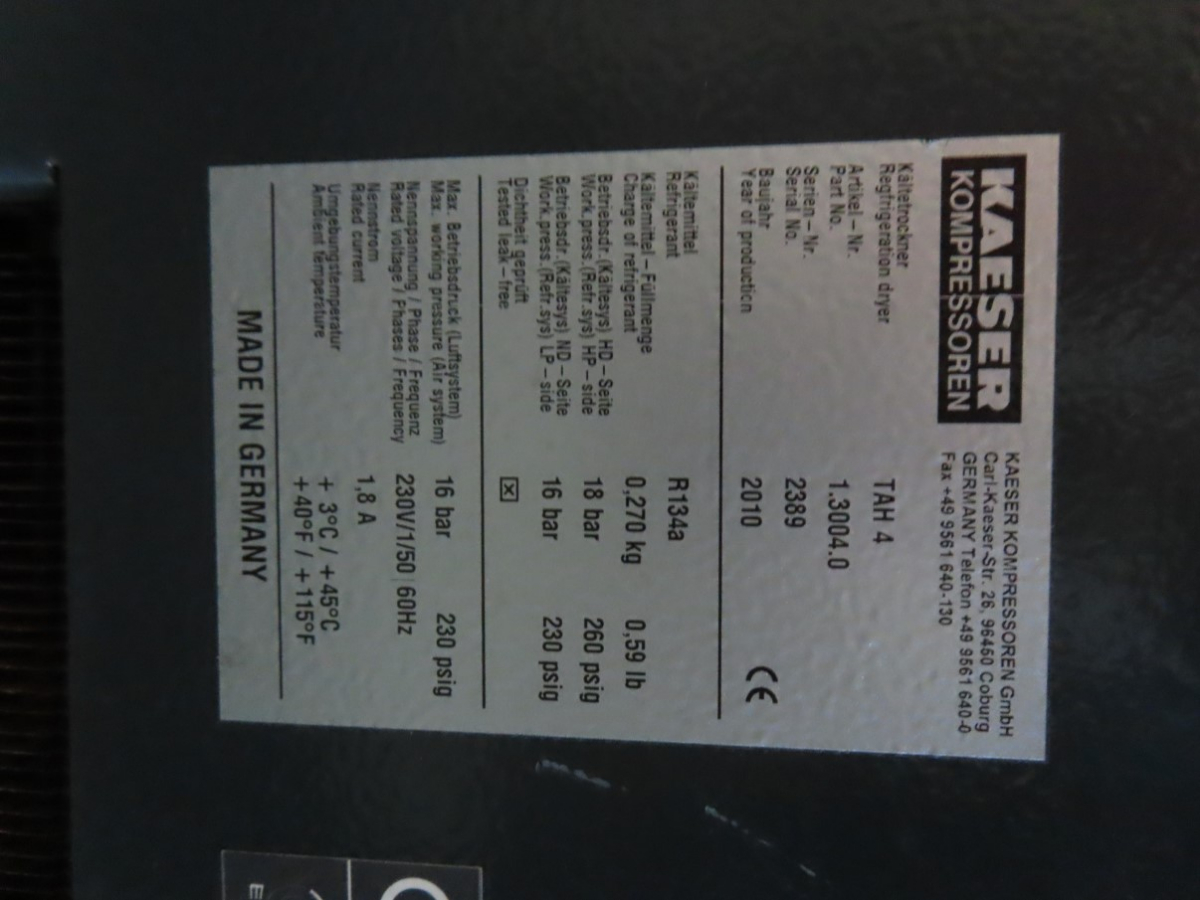 KAESER
KOMPRESSOREN
KAESER KOMPRESSOREN GmbH
Carl-Kaeser-Str. 26, 96450 Coburg
GERMANY Telefon +49 9561 640-0
Fax +49 9561 640-130
Kältetrockner
Regfrigeration dryer TAH 4
Artikel – Nr.
Part No. 1.3004.0
Serien – Nr.
Serial No. 2389
Baujahr
Year of production 2010 CE
Kältemittel
Refrigerant R134a
Kältemittel – Füllmenge
Charge of refrigerant 0,270 kg 0,59 lb
Betriebsdr. (Kältesys) HD – Seite
Work.press. (Refr.sys) HP – side 18 bar 260 psig
Betriebsdr. (Kältesys) ND – Seite
Work.press. (Refr.sys) LP – side 16 bar 230 psig
Dichtheit geprüft
Tested leak – free ☒
Max. Betriebsdruck (Luftsystem)
Max. working pressure (Air system) 16 bar 230 psig
Nennspannung / Phase / Frequenz
Rated voltage / Phases / Frequency 230V/1/50 | 60Hz
Nennstrom
Rated current 1,8 A
Umgebungstemperatur + 3°C / +45°C
Ambient temperature +40°F / +115°F
MADE IN GERMANY